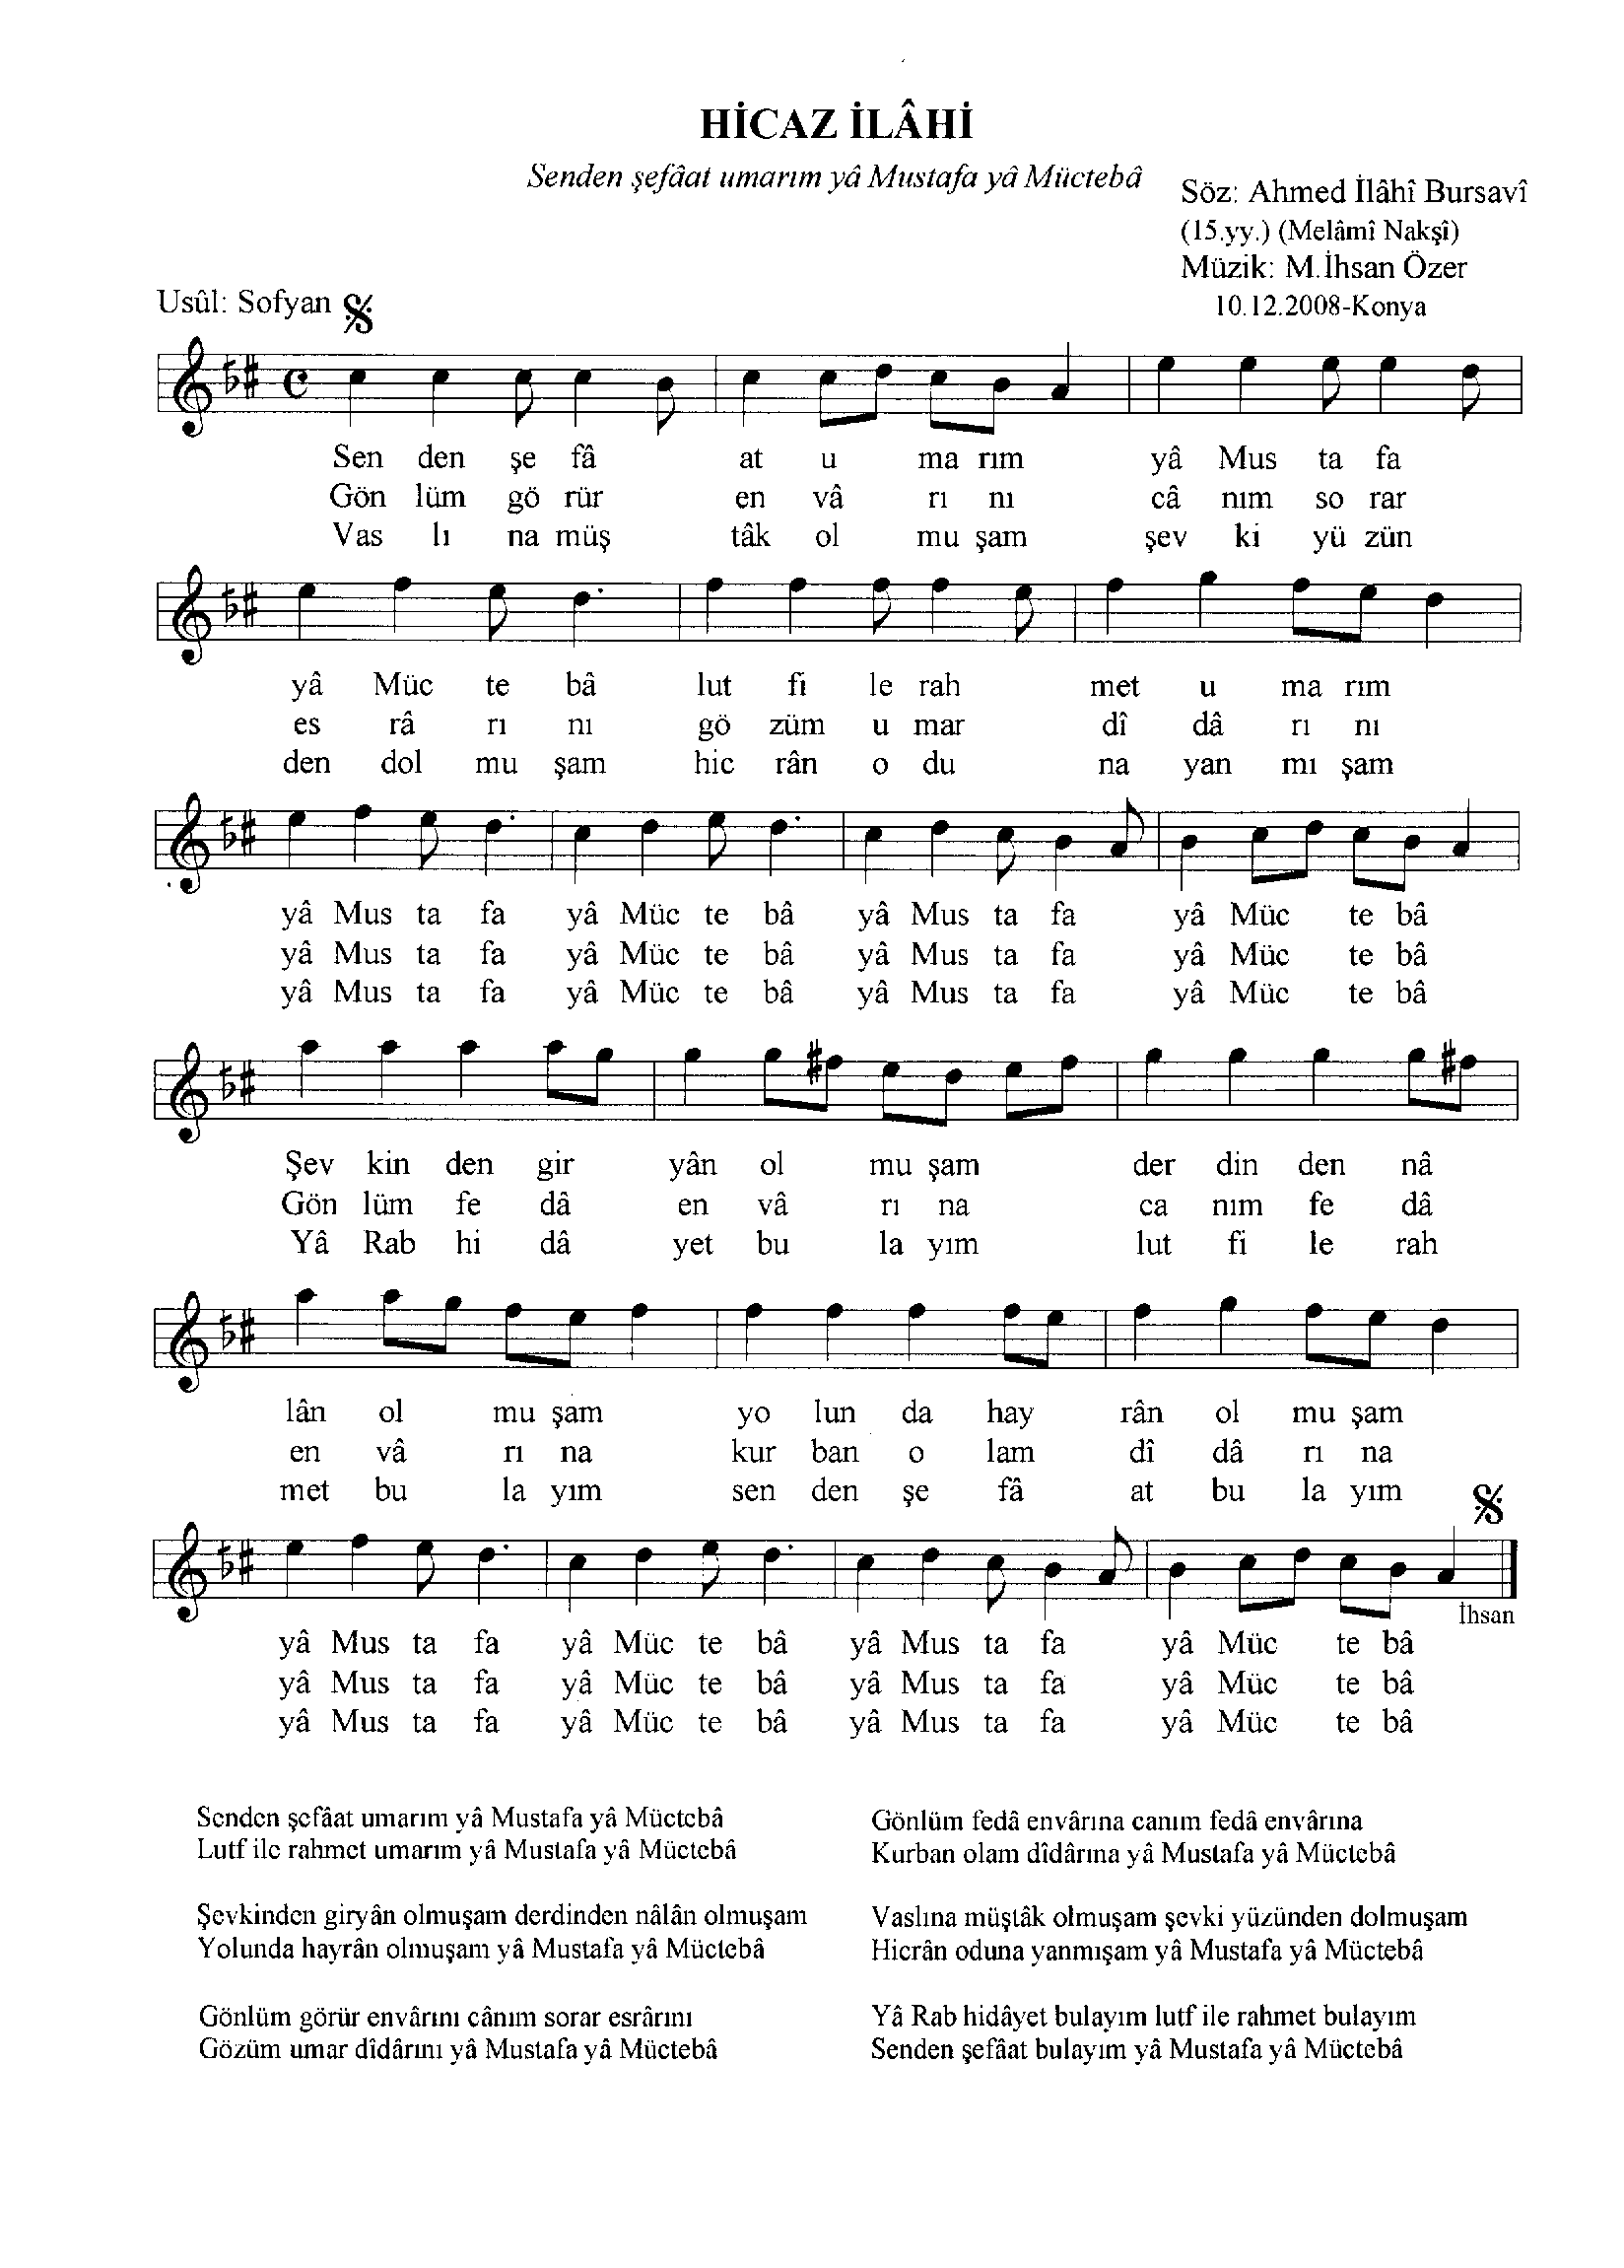 HİCAZ İLÂHİ
Senden şefâat umarım yâ Mustafa yâ Müctebâ
Söz: Ahmed İlâhî Bursavî
(15.yy.) (Melâmî Nakşî)
Müzik: M.İhsan Özer
10.12.2008-Konya
Usûl: Sofyan
Sen den şe fâ at u ma rım yâ Mus ta fa
Gön lüm gö rür en vâ rı nı câ nım so rar
Vas lı na müş tâk ol mu şam şev ki yü zün
yâ Müc te bâ lut fi le rah met u ma rım
es râ rı nı gö züm u mar dî dâ rı nı
den dol mu şam hic rân o du na yan mı şam
yâ Mus ta fa yâ Müc te bâ yâ Mus ta fa yâ Müc te bâ
yâ Mus ta fa yâ Müc te bâ yâ Mus ta fa yâ Müc te bâ
yâ Mus ta fa yâ Müc te bâ yâ Mus ta fa yâ Müc te bâ
Şev kin den gir yân ol mu şam der din den nâ
Gön lüm fe dâ en vâ rı na ca nım fe dâ
Yâ Rab hi dâ yet bu la yım lut fi le rah
lân ol mu şam yo lun da hay rân ol mu şam
en vâ rı na kur ban o lam dî dâ rı na
met bu la yım sen den şe fâ at bu la yım
İhsan
yâ Mus ta fa yâ Müc te bâ yâ Mus ta fa yâ Müc te bâ
yâ Mus ta fa yâ Müc te bâ yâ Mus ta fa yâ Müc te bâ
yâ Mus ta fa yâ Müc te bâ yâ Mus ta fa yâ Müc te bâ
Senden şefâat umarım yâ Mustafa yâ Müctebâ
Lutf ile rahmet umarım yâ Mustafa yâ Müctebâ
Şevkinden giryân olmuşam derdinden nâlân olmuşam
Yolunda hayrân olmuşam yâ Mustafa yâ Müctebâ
Gönlüm görür envârını cânım sorar esrârını
Gözüm umar dîdârını yâ Mustafa yâ Müctebâ
Gönlüm fedâ envârına canım fedâ envârına
Kurban olam dîdârına yâ Mustafa yâ Müctebâ
Vaslına müştâk olmuşam şevki yüzünden dolmuşam
Hicrân oduna yanmışam yâ Mustafa yâ Müctebâ
Yâ Rab hidâyet bulayım lutf ile rahmet bulayım
Senden şefâat bulayım yâ Mustafa yâ Müctebâ